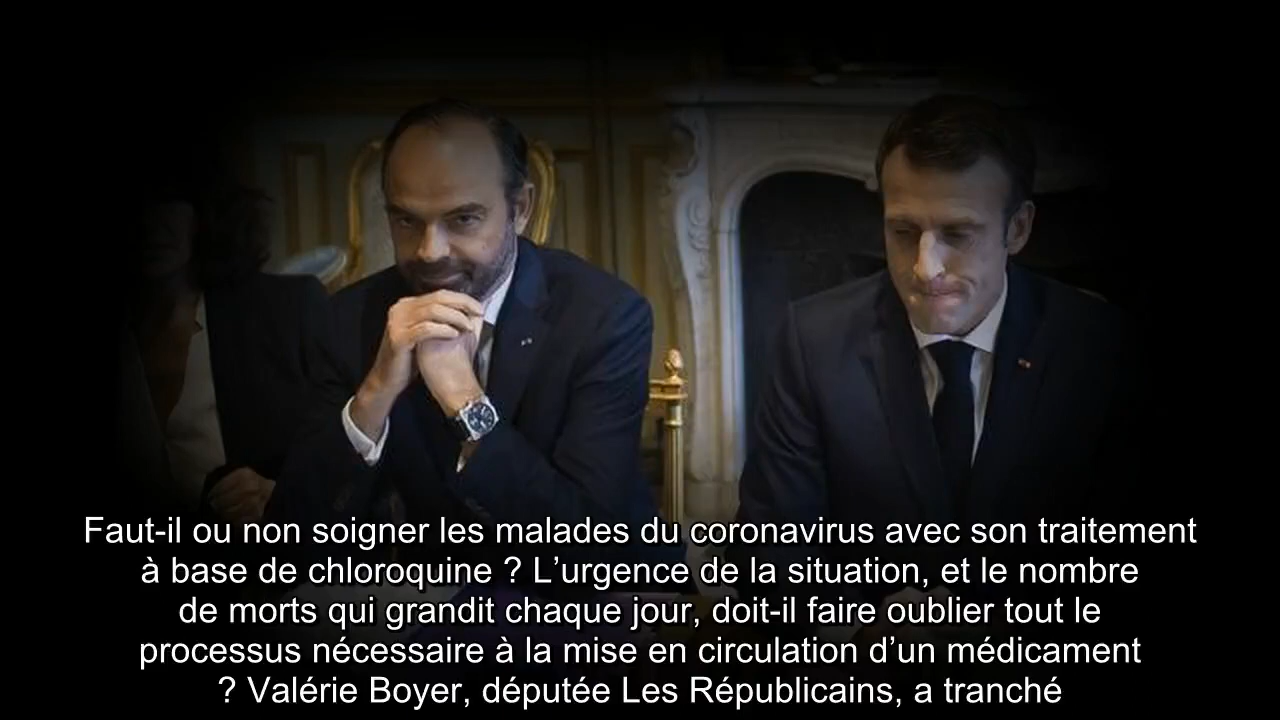 Faut-il ou non soigner les malades du coronavirus avec son traitement
à base de chloroquine ? L’urgence de la situation, et le nombre
de morts qui grandit chaque jour, doit-il faire oublier tout le
processus nécessaire à la mise en circulation d’un médicament
? Valérie Boyer, députée Les Républicains, a tranché